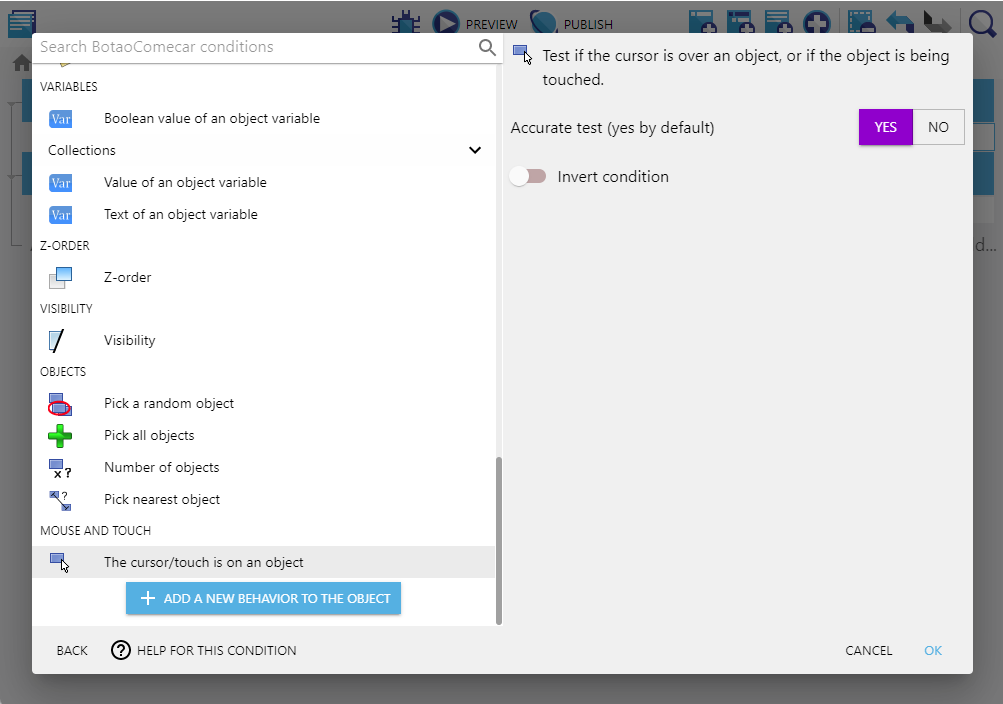 PREVIEW
PUBLISH
Search BotaoComecar conditions
VARIABLES
Var Boolean value of an object variable
Collections
Var Value of an object variable
Var Text of an object variable
Z-ORDER
Z-order
VISIBILITY
Visibility
OBJECTS
Pick a random object
Pick all objects
x? Number of objects
? Pick nearest object
MOUSE AND TOUCH
The cursor/touch is on an object
ADD A NEW BEHAVIOR TO THE OBJECT
Test if the cursor is over an object, or if the object is being
touched.
Accurate test (yes by default)
YES NO
Invert condition
d...
BACK
? HELP FOR THIS CONDITION
CANCEL
OK